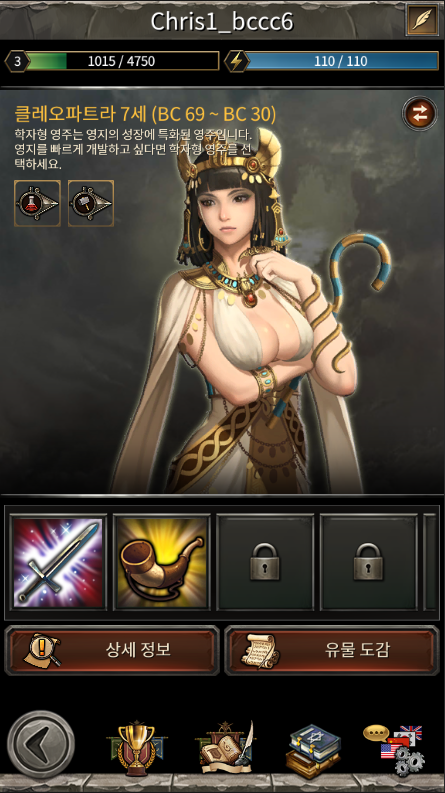 Chris1_bccc6
3
1015 / 4750
110 / 110
클레오파트라 7세 (BC 69 ~ BC 30)
학자형 영주는 영지의 성장에 특화된 영주입니다.
영지를 빠르게 개발하고 싶다면 학자형 영주를 선
택하세요.
상세 정보
유물 도감